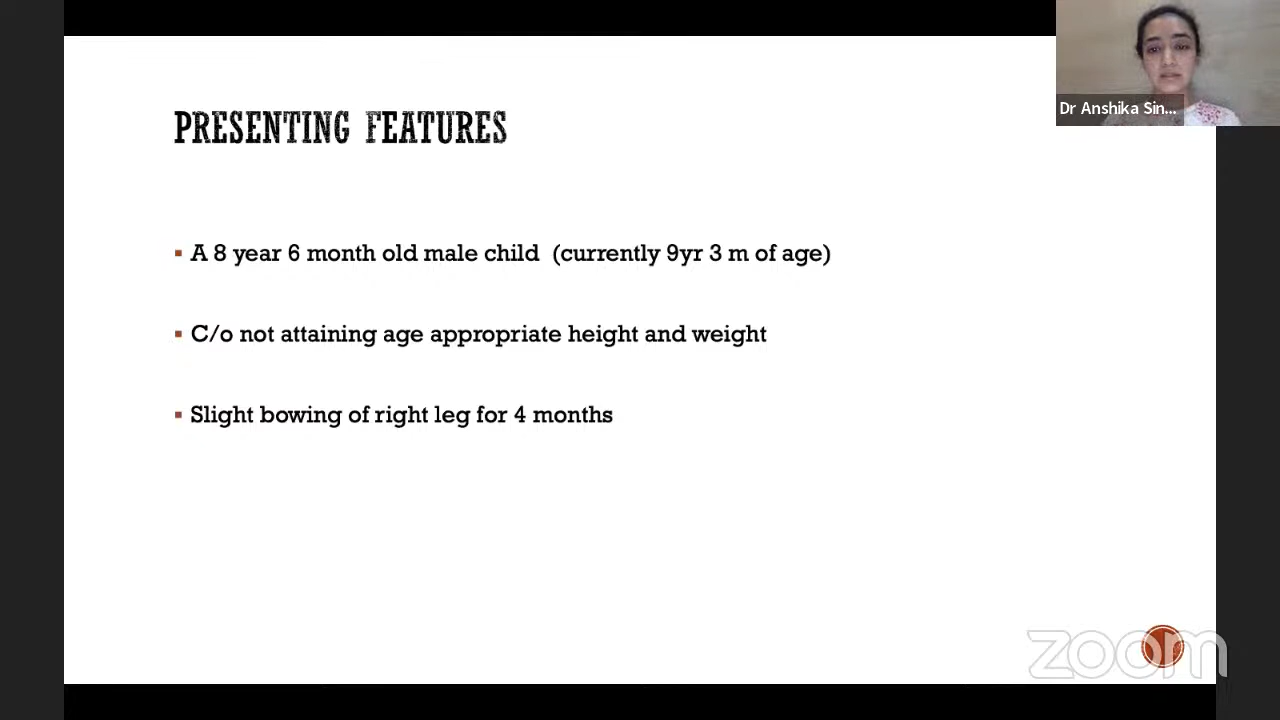 PRESENTING FEATURES
Dr Anshika Sin...
A 8 year 6 month old male child (currently 9yr 3 m of age)
C/o not attaining age appropriate height and weight
Slight bowing of right leg for 4 months
zoom